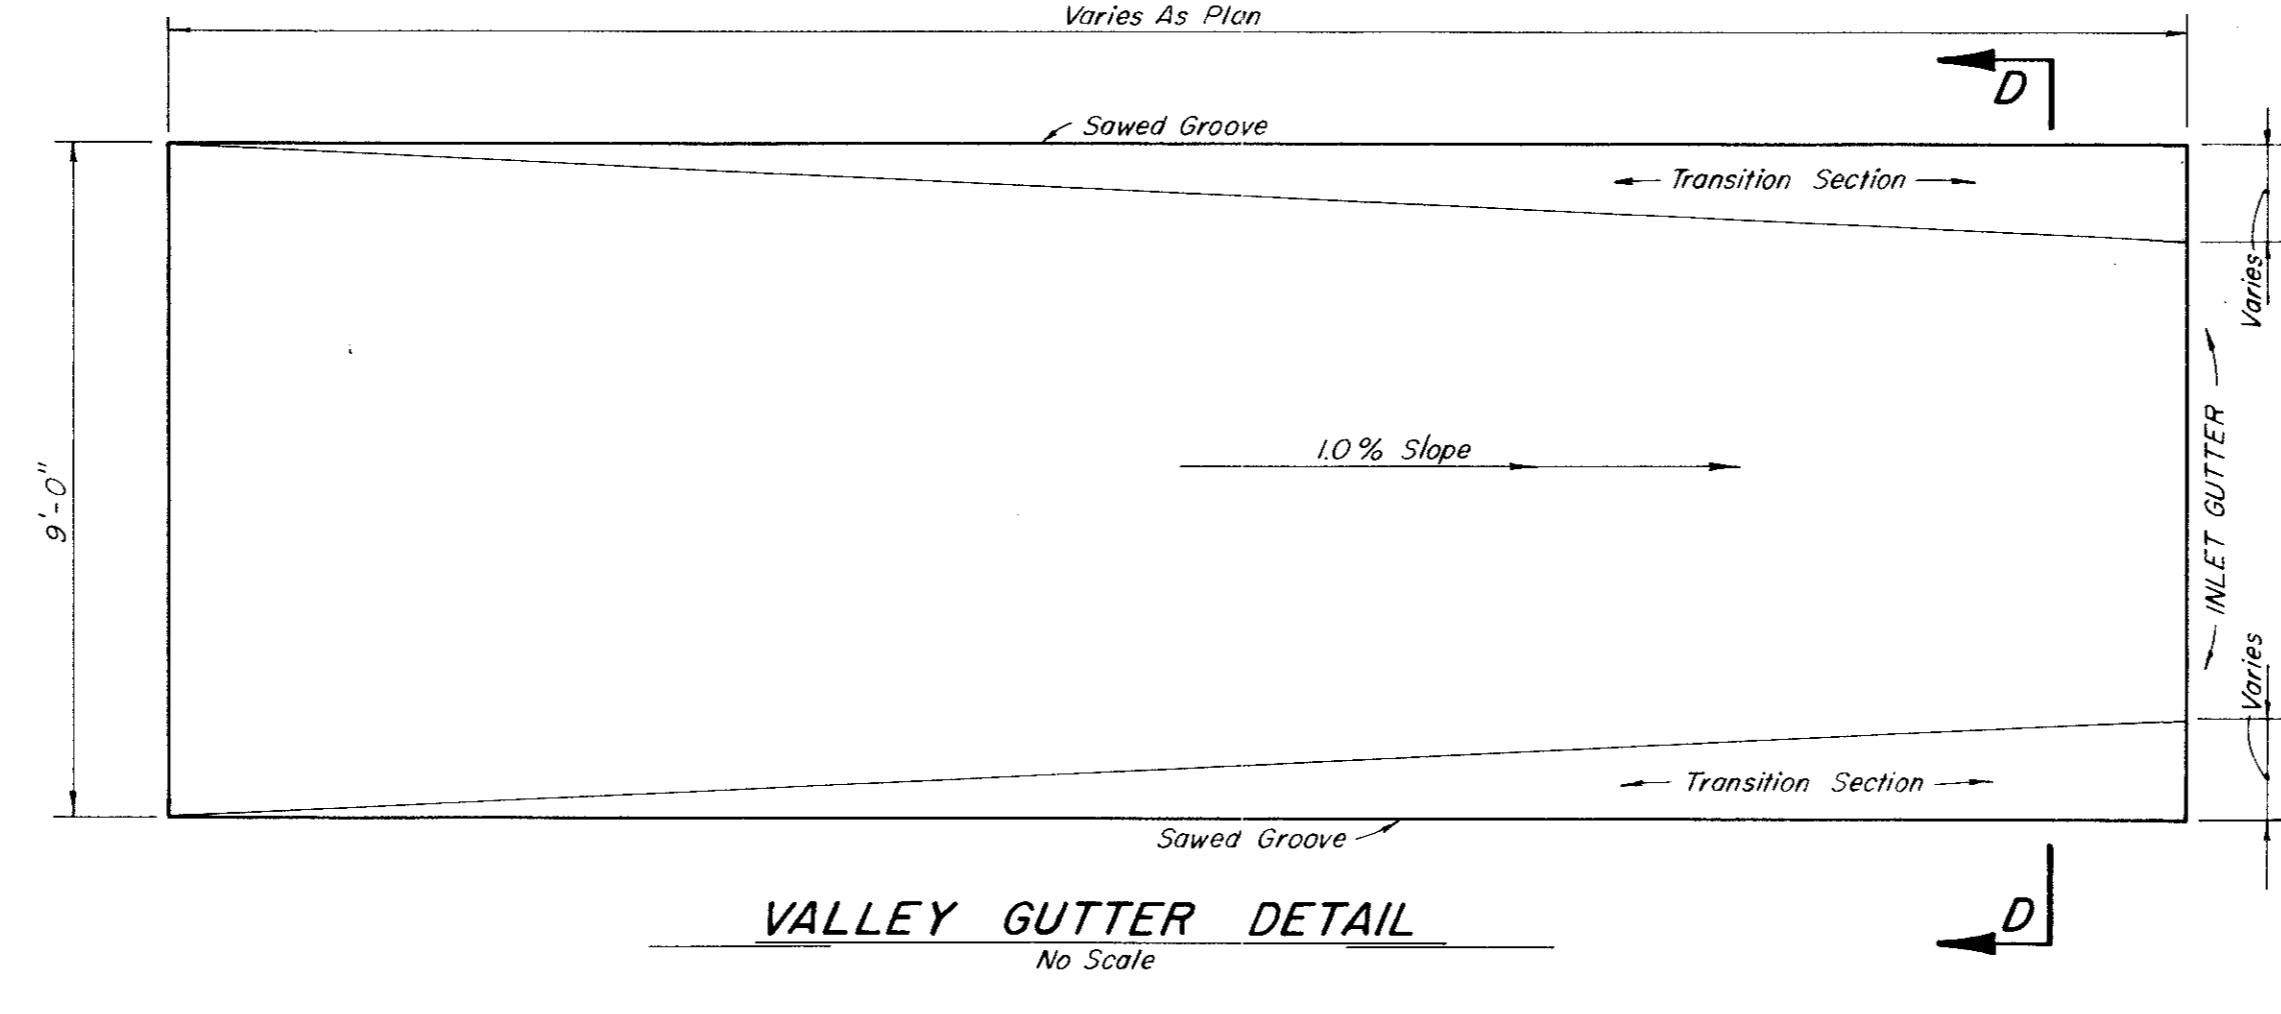 Varies As Plan
D
Sawed Groove
Transition Section
Varies
1.0% Slope
9'-0"
INLET GUTTER
Varies
Transition Section
Sawed Groove
VALLEY GUTTER DETAIL
No Scale
D